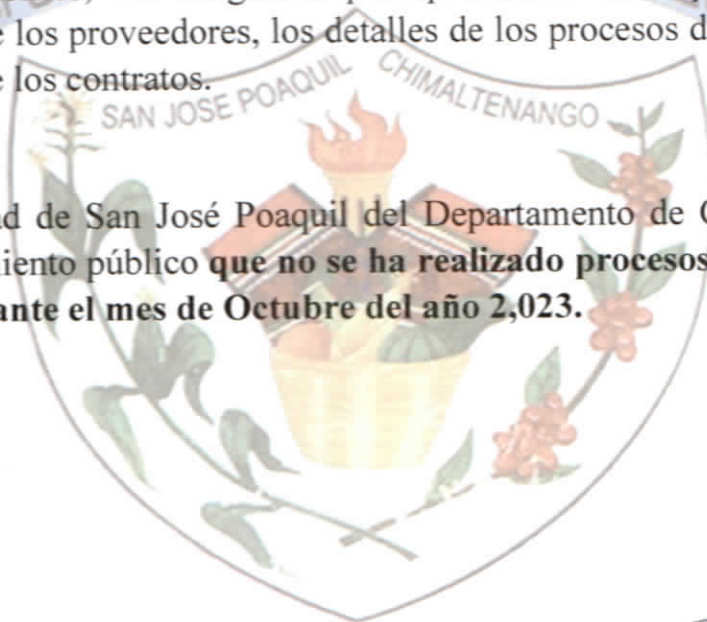 e los proveedores, los detalles de los procesos d
e los contratos.
SAN JOSE POAQUIL CHIMALTENANGO
ad de San José Poaquil del Departamento de C
iento público que no se ha realizado procesos
ante el mes de Octubre del año 2,023.